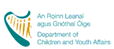 An Roinn Leanaí
agus Gnóthaí Óige
Department of
Children and Youth Affairs